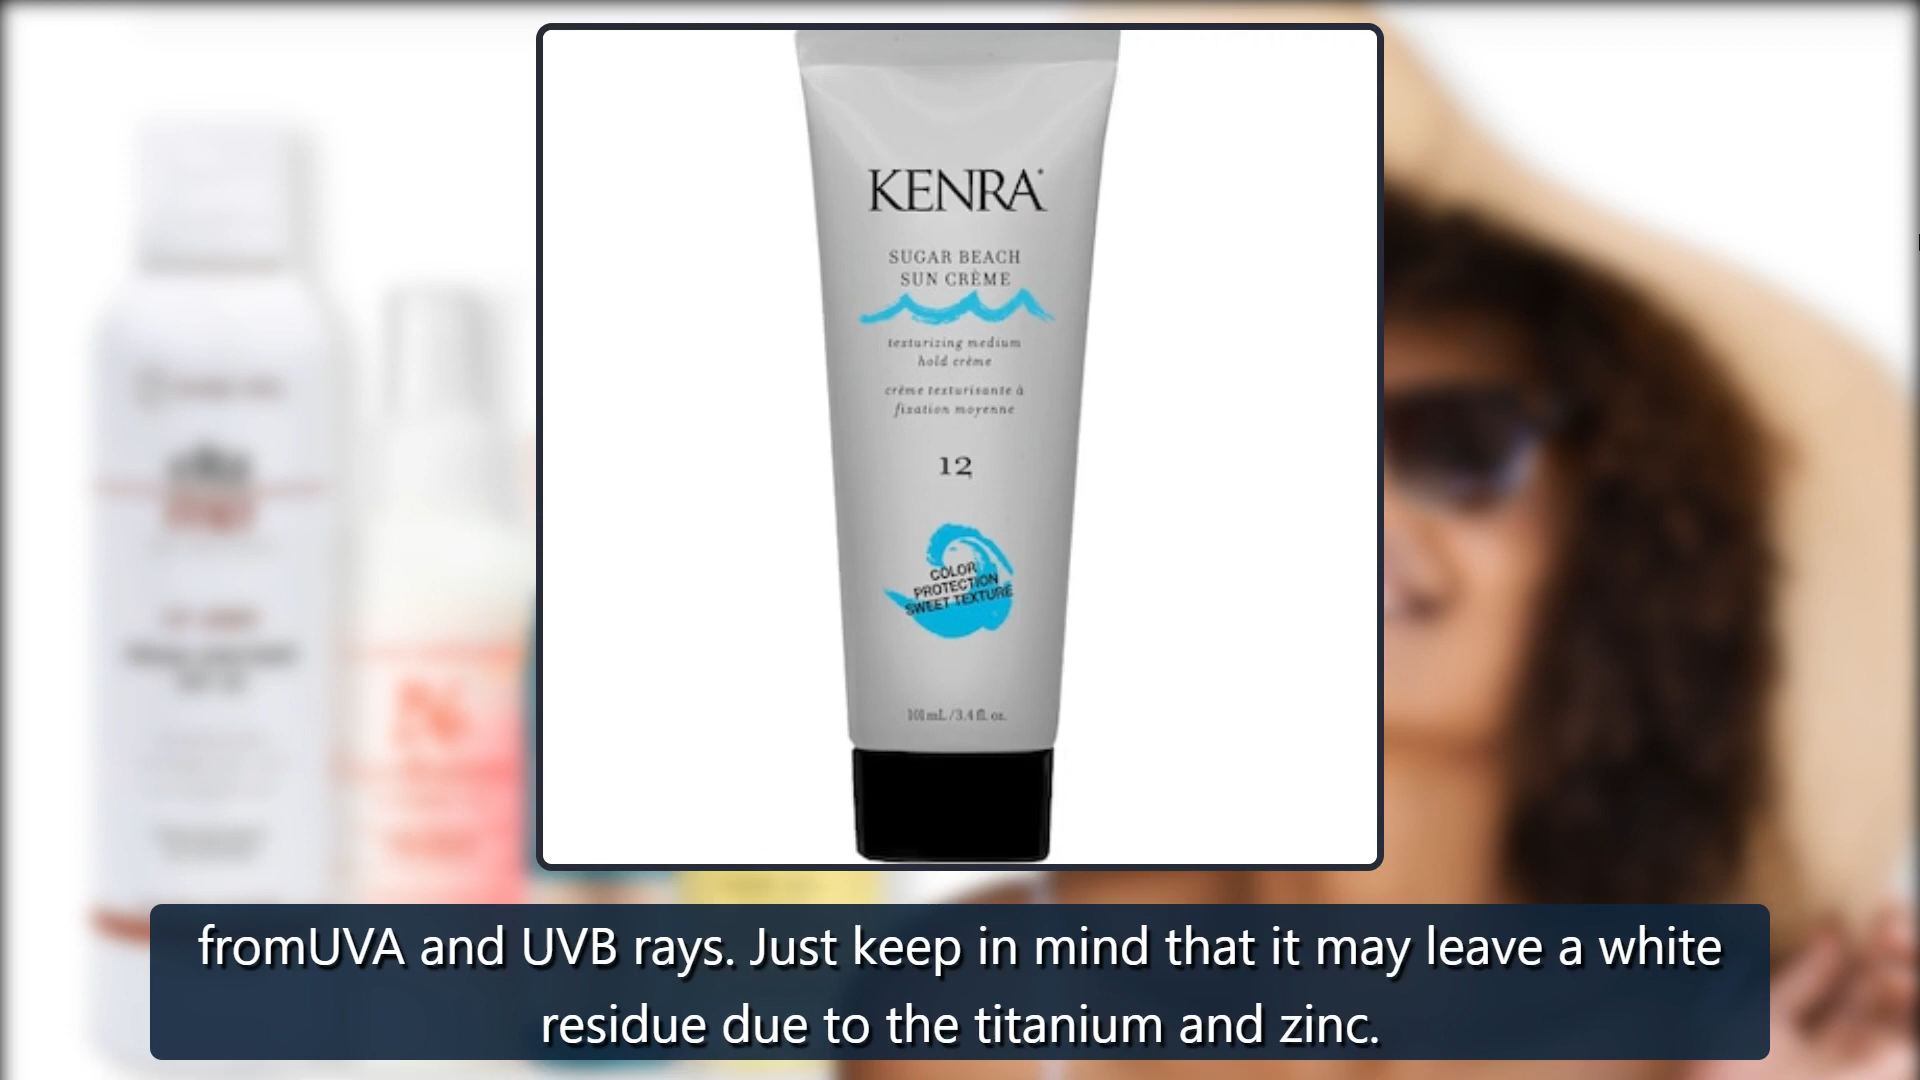 KENRA
SUGAR BEACH
SUN CRÈME
texturizing medium
hold crème
crème texturisante à
fixation moyenne
12
COLOR
PROTECTION
SWEET TEXTURE
101mL/3.4 fl. oz.
fromUVA and UVB rays. Just keep in mind that it may leave a white
residue due to the titanium and zinc.